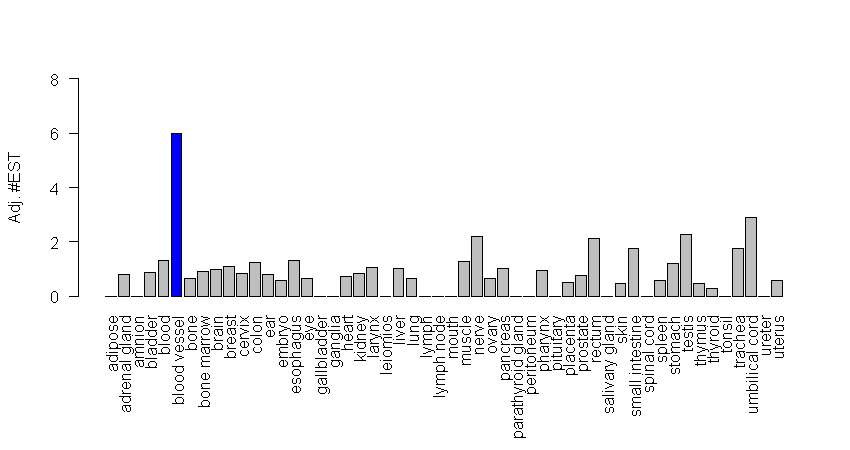 Adj. #EST
8
6
4
2
0
adipose
adrenal gland
amnion
bladder
blood
blood vessel
bone
bone marrow
brain
breast
cervix
colon
ear
embryo
esophagus
eye
gallbladder
ganglia
heart
kidney
larynx
leiomios
liver
lung
lymph
lymph node
mouth
muscle
nerve
ovary
pancreas
parathyroid gland
peritoneum
pharynx
pituitary
placenta
prostate
rectum
salivary gland
skin
small intestine
spinal cord
spleen
stomach
testis
thymus
thyroid
tonsil
trachea
umbilical cord
ureter
uterus